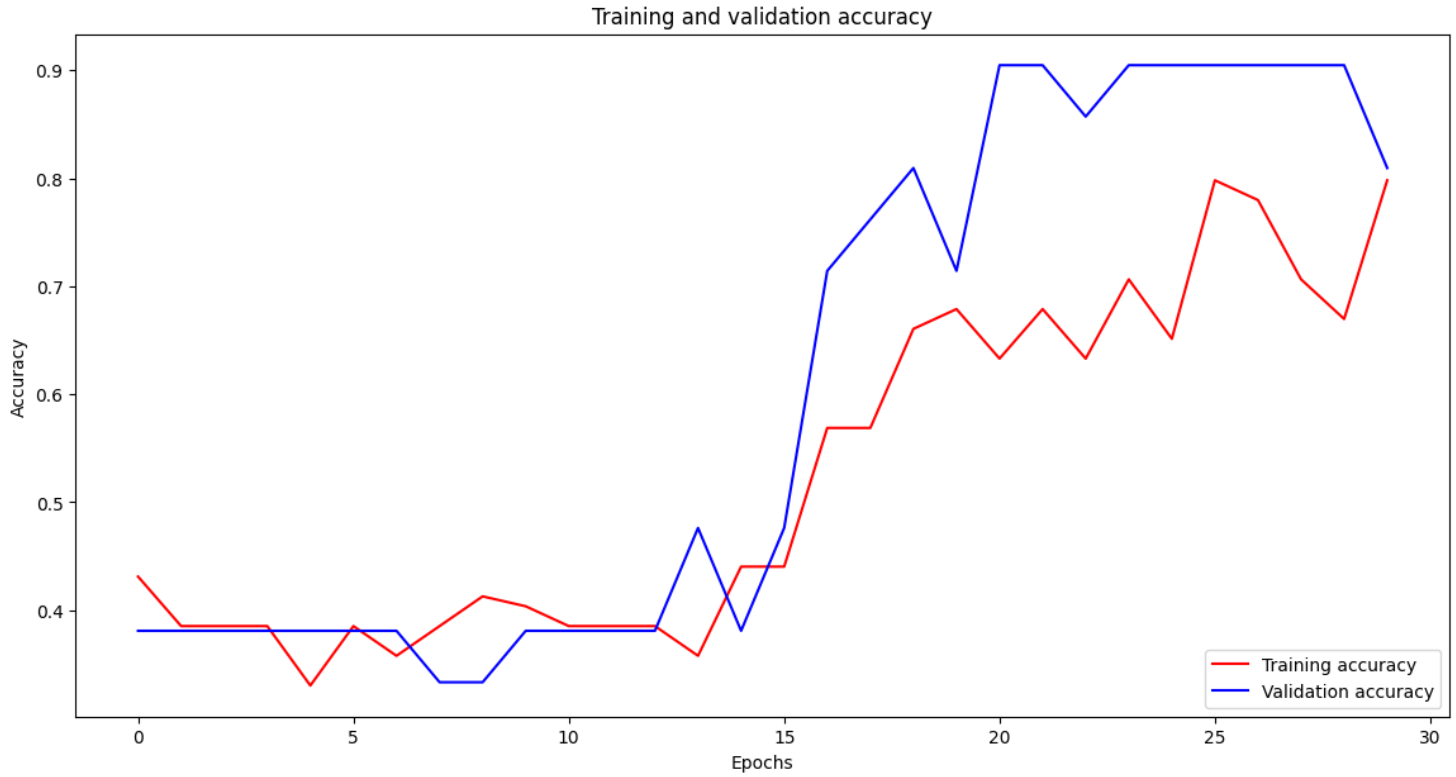 Training and validation accuracy
0.9
0.8
0.7
0.6
0.5
0.4
Accuracy
0
5
10
15
20
25
30
Epochs
Training accuracy
Validation accuracy